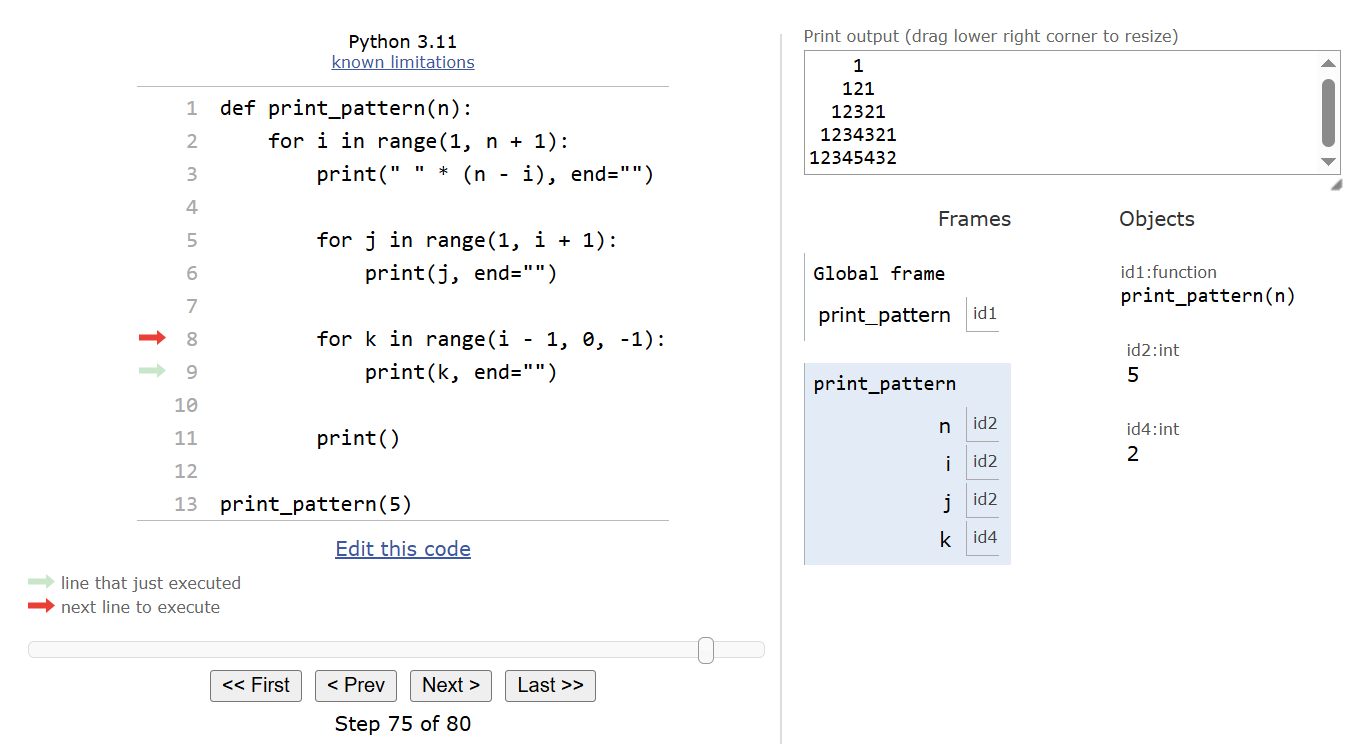 Python 3.11
known limitations
1 def print_pattern(n):
2     for i in range(1, n + 1):
3         print(" " * (n - i), end="")
4
5         for j in range(1, i + 1):
6             print(j, end="")
7
8         for k in range(i - 1, 0, -1):
9             print(k, end="")
10
11         print()
12
13 print_pattern(5)
Edit this code
line that just executed
next line to execute
<< First < Prev Next > Last >>
Step 75 of 80
Print output (drag lower right corner to resize)
    1
   121
  12321
 1234321
12345432
Frames Objects
Global frame
print_pattern id1
print_pattern
n id2
i id2
j id2
k id4
id1:function
print_pattern(n)
id2:int
5
id4:int
2